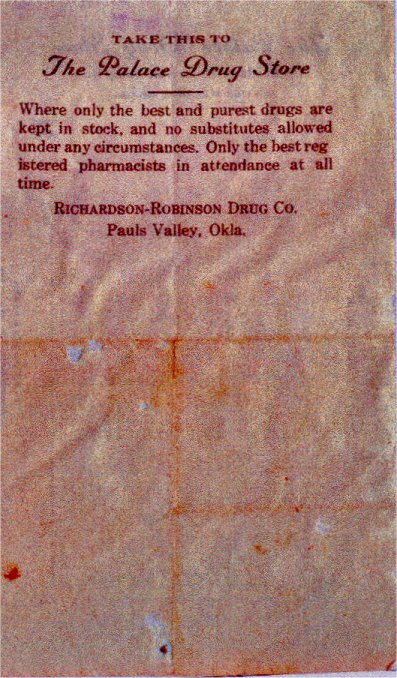 TAKE THIS TO
The Palace Drug Store
Where only the best and purest drugs are
kept in stock, and no substitutes allowed
under any circumstances. Only the best reg
istered pharmacists in attendance at all
time.
RICHARDSON-ROBINSON DRUG CO.
Pauls Valley, Okla.